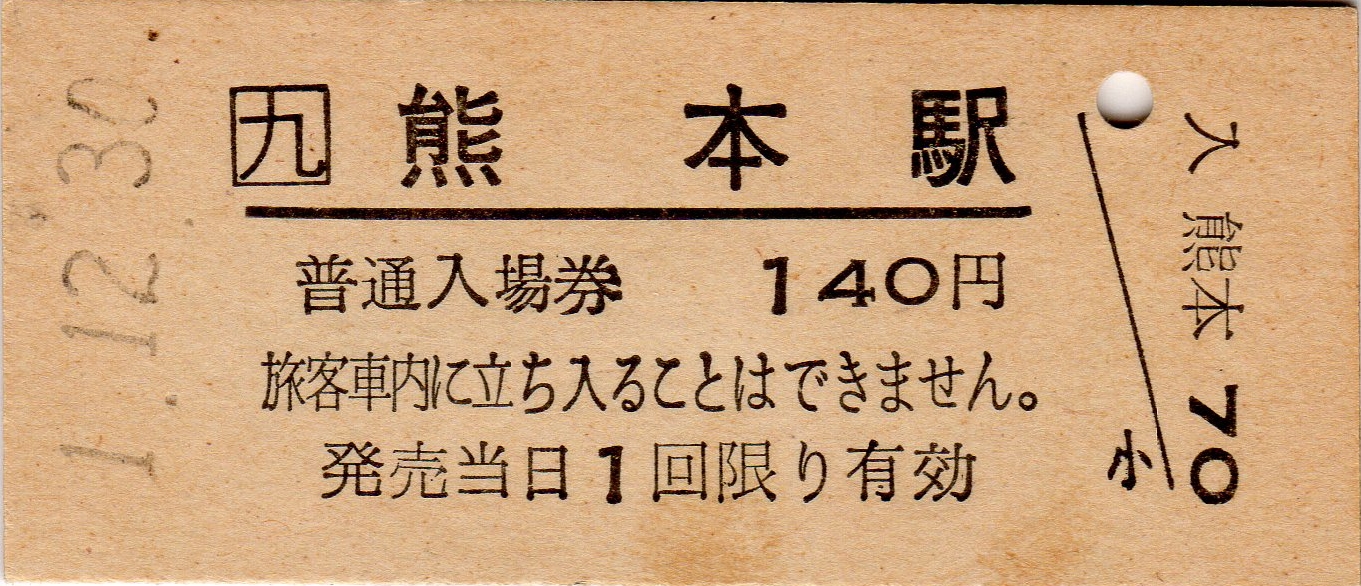 1.12.30
九 熊本駅
普通入場券 140円
旅客車内に立ち入ることはできません。
発売当日1回限り有効
小
入 熊本 70